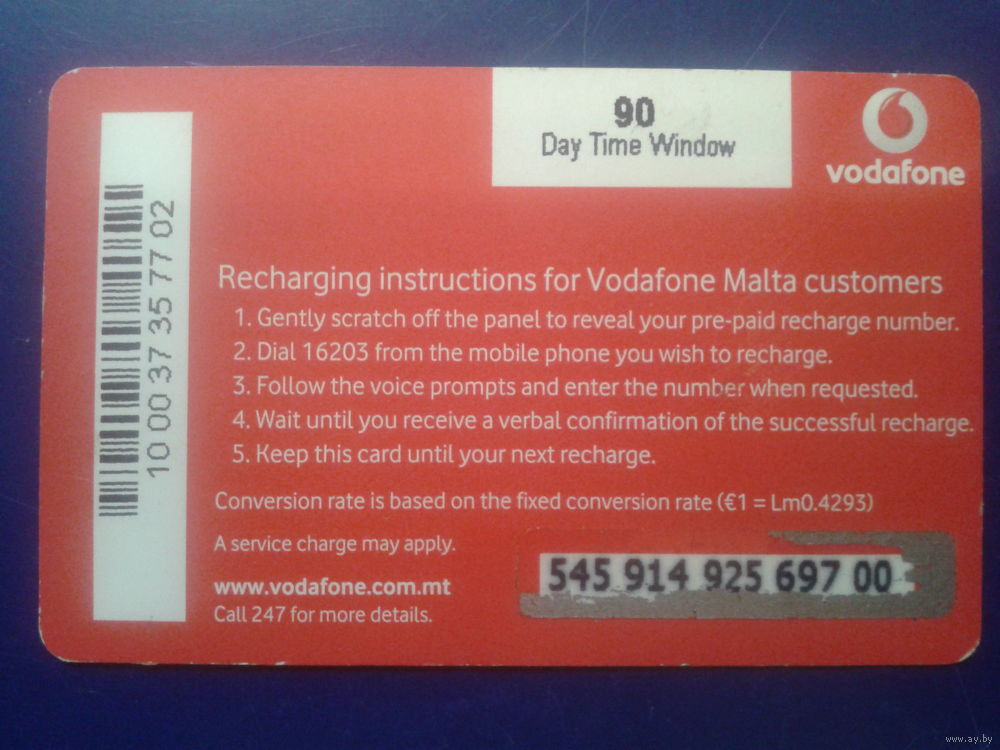 90
Day Time Window
vodafone
10 00 37 35 77 02
Recharging instructions for Vodafone Malta customers
1. Gently scratch off the panel to reveal your pre-paid recharge number.
2. Dial 16203 from the mobile phone you wish to recharge.
3. Follow the voice prompts and enter the number when requested.
4. Wait until you receive a verbal confirmation of the successful recharge.
5. Keep this card until your next recharge.
Conversion rate is based on the fixed conversion rate (€1 = Lm0.4293)
A service charge may apply.
545 914 925 697 00
www.vodafone.com.mt
Call 247 for more details.
www.ay.by